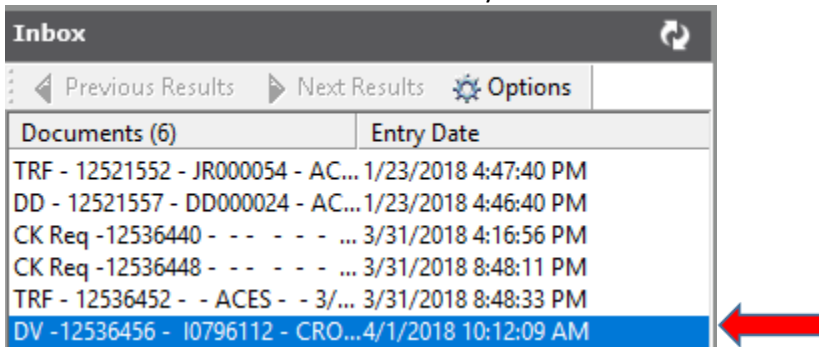 Inbox
Previous Results Next Results Options
Documents (6) Entry Date
TRF - 12521552 - JR000054 - AC... 1/23/2018 4:47:40 PM
DD - 12521557 - DD000024 - AC... 1/23/2018 4:46:40 PM
CK Req -12536440 - - - - - - ... 3/31/2018 4:16:56 PM
CK Req -12536448 - - - - - - ... 3/31/2018 8:48:11 PM
TRF - 12536452 - - ACES - - 3/... 3/31/2018 8:48:33 PM
DV -12536456 - I0796112 - CRO... 4/1/2018 10:12:09 AM